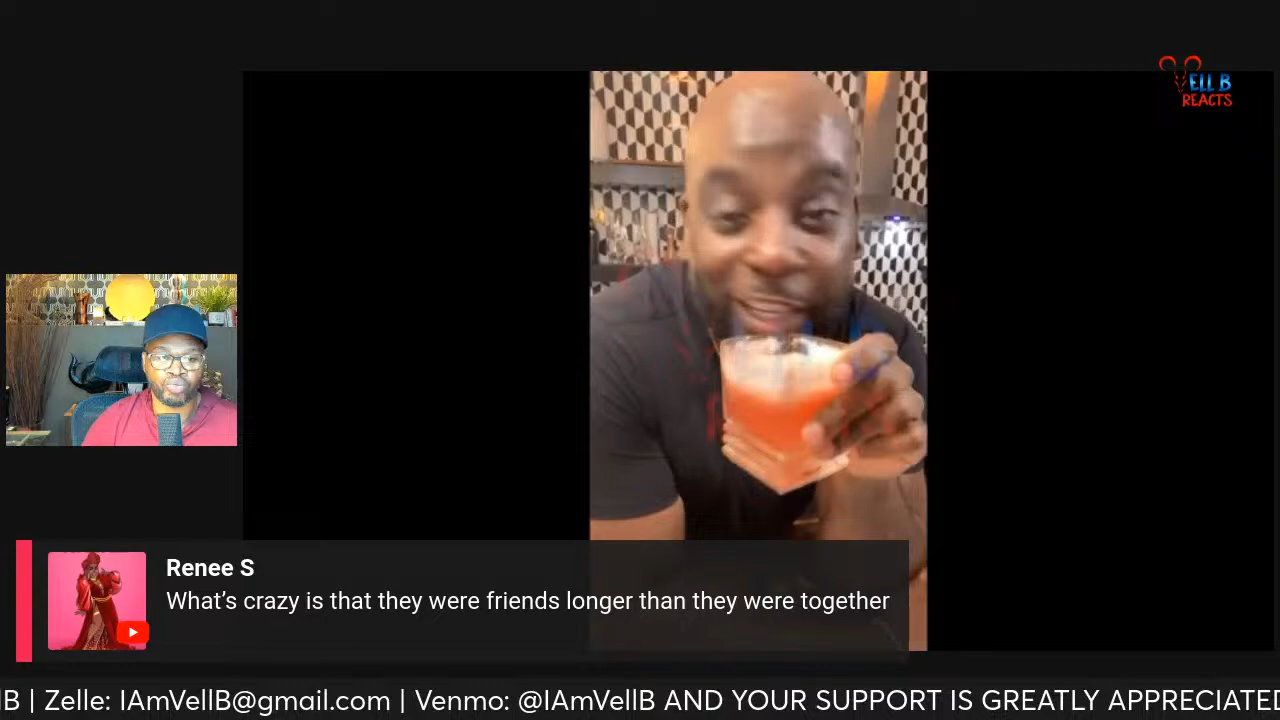 VELL B
REACTS
Renee S
What’s crazy is that they were friends longer than they were together
lB | Zelle: IAmVellB@gmail.com | Venmo: @IAmVellB AND YOUR SUPPORT IS GREATLY APPRECIATED